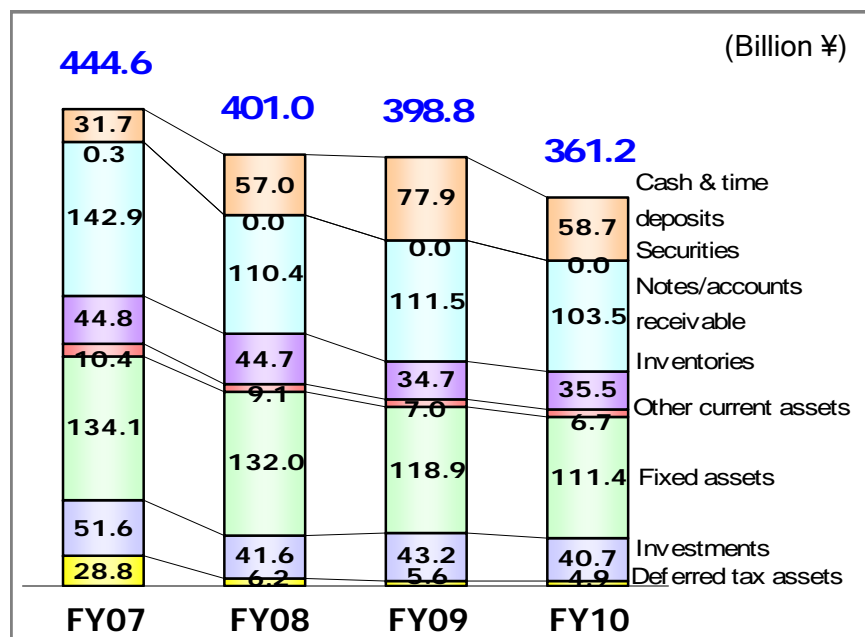 (Billion ¥)
444.6
401.0
398.8
361.2
31.7
0.3
142.9
44.8
10.4
134.1
51.6
28.8
57.0
0.0
110.4
44.7
9.1
132.0
41.6
6.2
77.9
0.0
111.5
34.7
7.0
118.9
43.2
5.6
58.7
0.0
103.5
35.5
6.7
111.4
40.7
4.9
Cash & time
deposits
Securities
Notes/accounts
receivable
Inventories
Other current assets
Fixed assets
Investments
Deferred tax assets
FY07
FY08
FY09
FY10